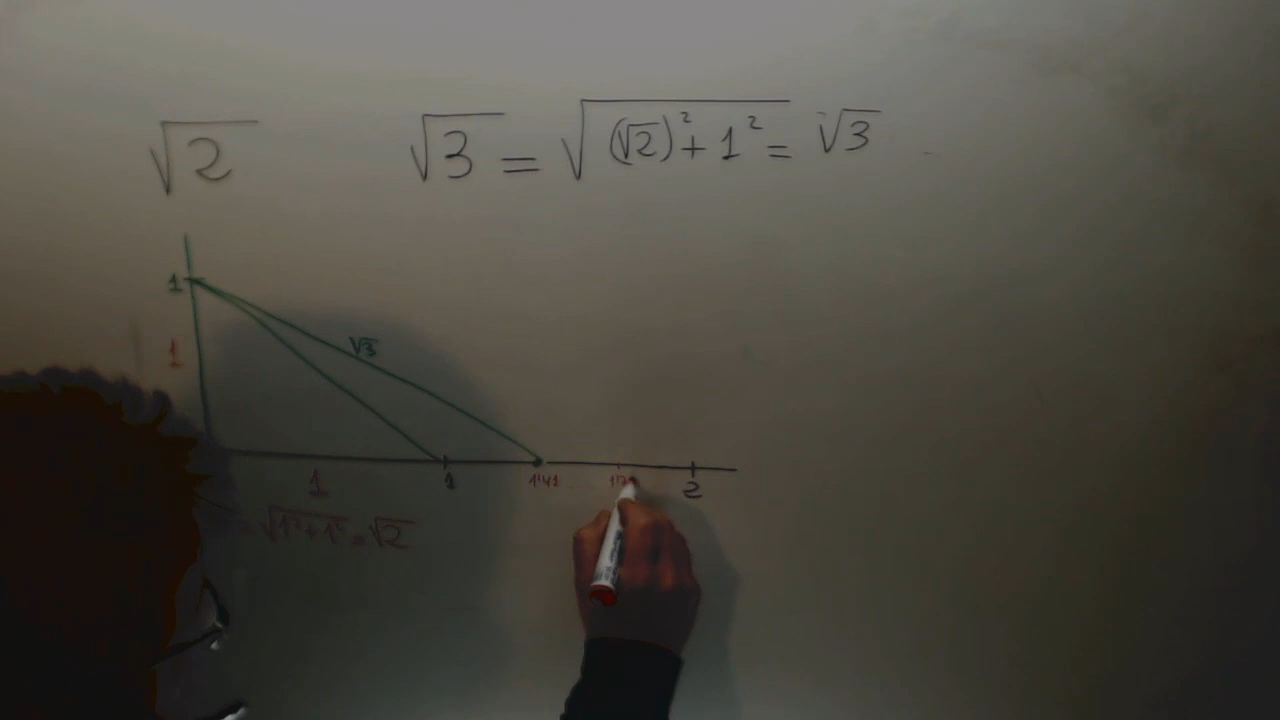 √2 √3 = √((√2)² + 1²) = √3
1
√3
1
1 1 1'41 2
= √(1²+1²) = √2